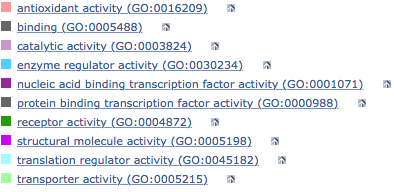 antioxidant activity (GO:0016209)
binding (GO:0005488)
catalytic activity (GO:0003824)
enzyme regulator activity (GO:0030234)
nucleic acid binding transcription factor activity (GO:0001071)
protein binding transcription factor activity (GO:0000988)
receptor activity (GO:0004872)
structural molecule activity (GO:0005198)
translation regulator activity (GO:0045182)
transporter activity (GO:0005215)